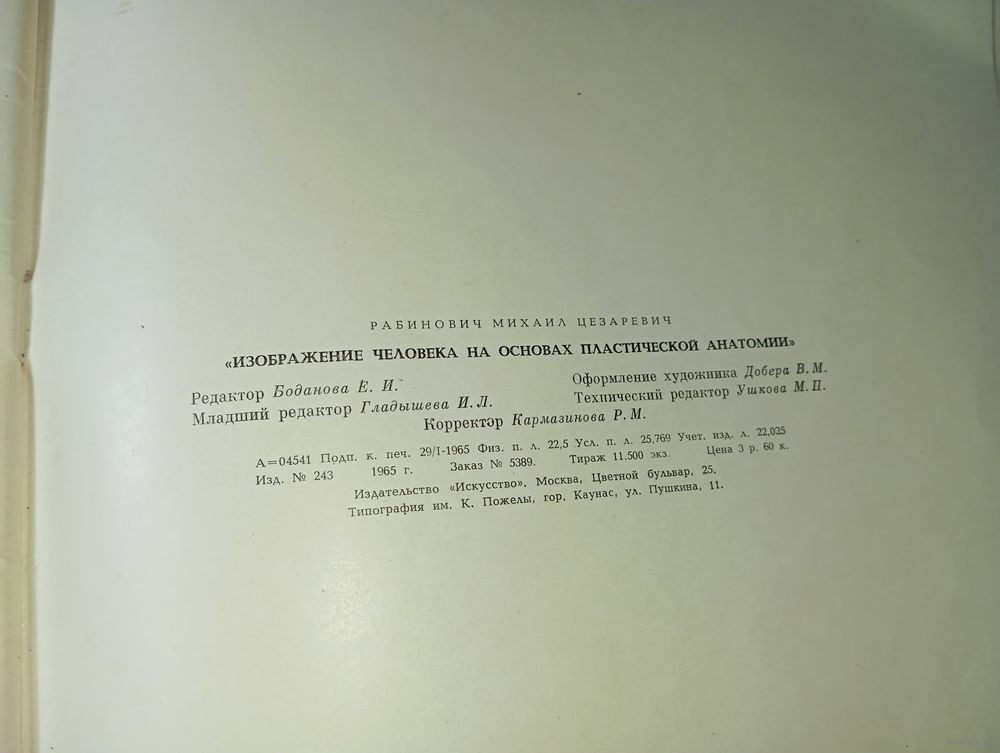 РАБИНОВИЧ МИХАИЛ ЦЕЗАРЕВИЧ
«ИЗОБРАЖЕНИЕ ЧЕЛОВЕКА НА ОСНОВАХ ПЛАСТИЧЕСКОЙ АНАТОМИИ»
Редактор Боданова Е. И. Оформление художника Добера В. М.
Младший редактор Гладышева И. Л. Технический редактор Ушкова М. П.
Корректор Кармазинова Р. М.
А=04541 Подп. к. печ. 29/I-1965 Физ. п. л. 22,5 Усл. п. л. 25,769 Учет. изд. л. 22,025
Изд. № 243 1965 г. Заказ № 5389. Тираж 11.500 экз. Цена 3 р. 60 к.
Издательство «Искусство». Москва, Цветной бульвар, 25.
Типография им. К. Пожелы, гор. Каунас, ул. Пушкина, 11.